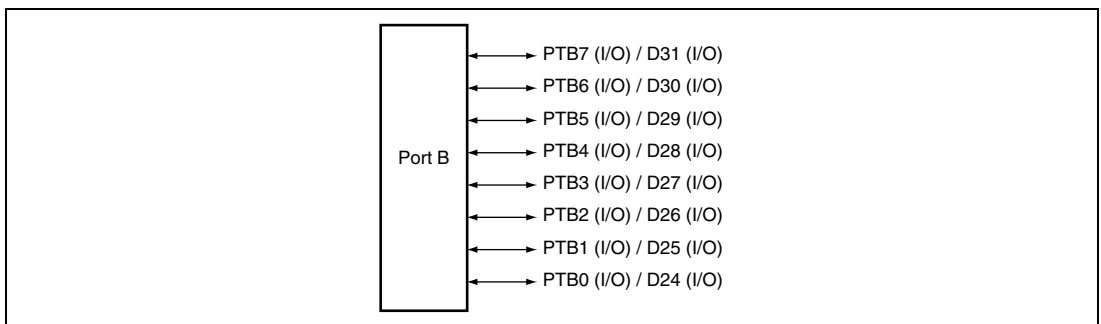 PTB7 (I/O) / D31 (I/O)
PTB6 (I/O) / D30 (I/O)
PTB5 (I/O) / D29 (I/O)
Port B
PTB4 (I/O) / D28 (I/O)
PTB3 (I/O) / D27 (I/O)
PTB2 (I/O) / D26 (I/O)
PTB1 (I/O) / D25 (I/O)
PTB0 (I/O) / D24 (I/O)